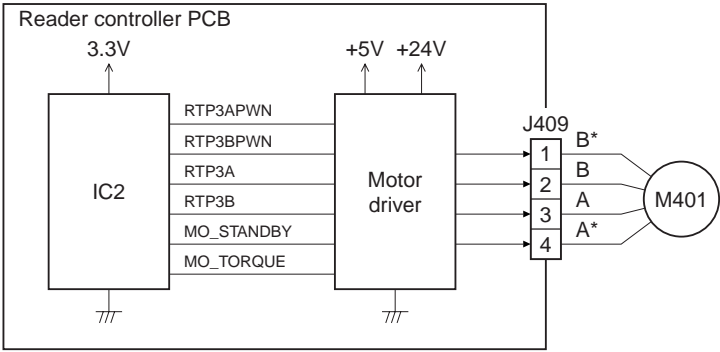 Reader controller PCB
3.3V
+5V +24V
J409
RTP3APWN
RTP3BPWN
RTP3A
RTP3B
MO_STANDBY
MO_TORQUE
IC2
Motor
driver
1
2
3
4
B*
B
A
A*
M401